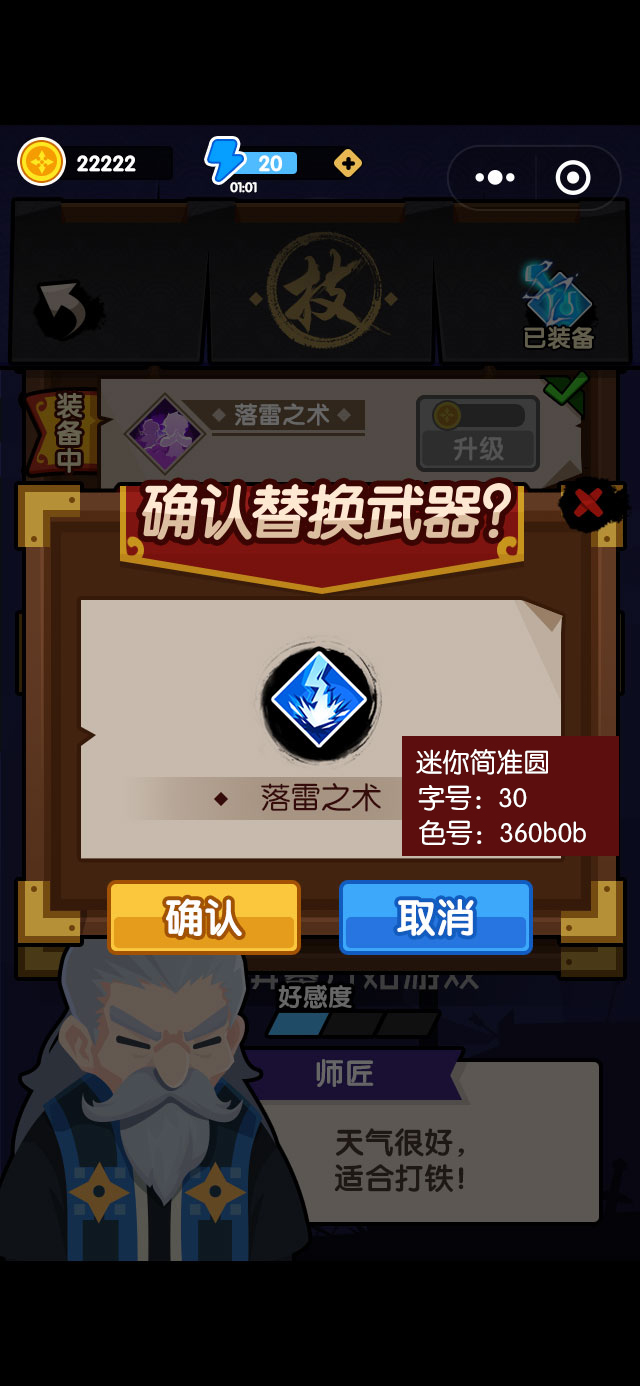 22222
20
01:01
技
已装备
装备中
落雷之术
升级
确认替换武器?
落雷之术
迷你简准圆
字号：30
色号：360b0b
确认
取消
好感度
师匠
天气很好，
适合打铁！